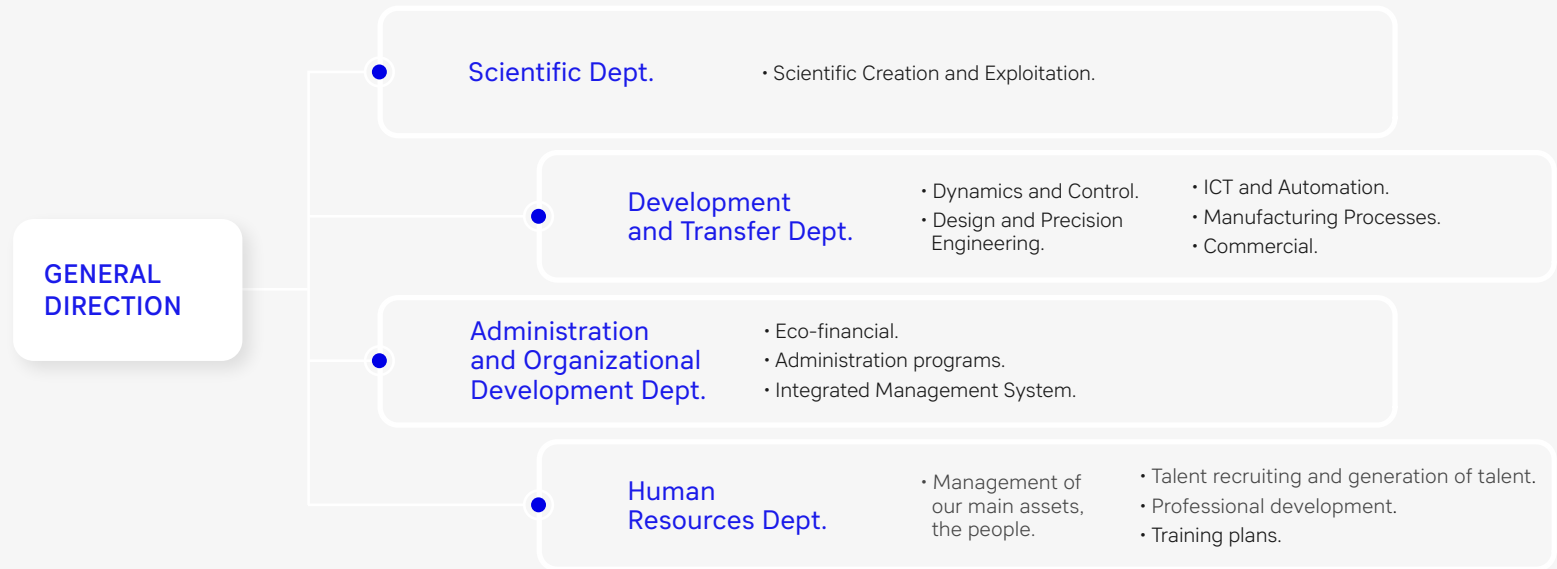 GENERAL
DIRECTION
Scientific Dept.
· Scientific Creation and Exploitation.
Development
and Transfer Dept.
· Dynamics and Control.
· Design and Precision
Engineering.
· ICT and Automation.
· Manufacturing Processes.
· Commercial.
Administration
and Organizational
Development Dept.
· Eco-financial.
· Administration programs.
· Integrated Management System.
Human
Resources Dept.
· Management of
our main assets,
the people.
· Talent recruiting and generation of talent.
· Professional development.
· Training plans.